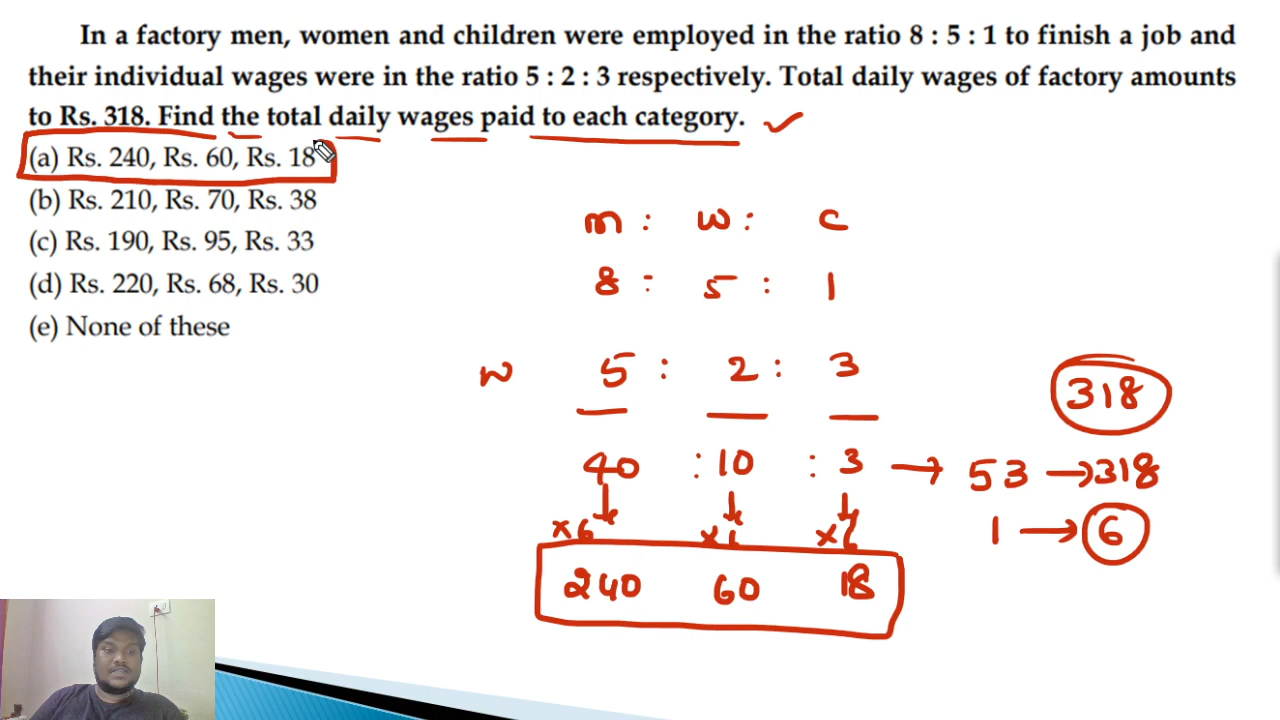 In a factory men, women and children were employed in the ratio 8 : 5 : 1 to finish a job and
their individual wages were in the ratio 5 : 2 : 3 respectively. Total daily wages of factory amounts
to Rs. 318. Find the total daily wages paid to each category.
(a) Rs. 240, Rs. 60, Rs. 18
(b) Rs. 210, Rs. 70, Rs. 38
(c) Rs. 190, Rs. 95, Rs. 33
(d) Rs. 220, Rs. 68, Rs. 30
(e) None of these
m : w : c
8 : 5 : 1
w 5 : 2 : 3
318
40 : 10 : 3 → 53 → 318
×6 ×6 ×6 1 → 6
240 60 18